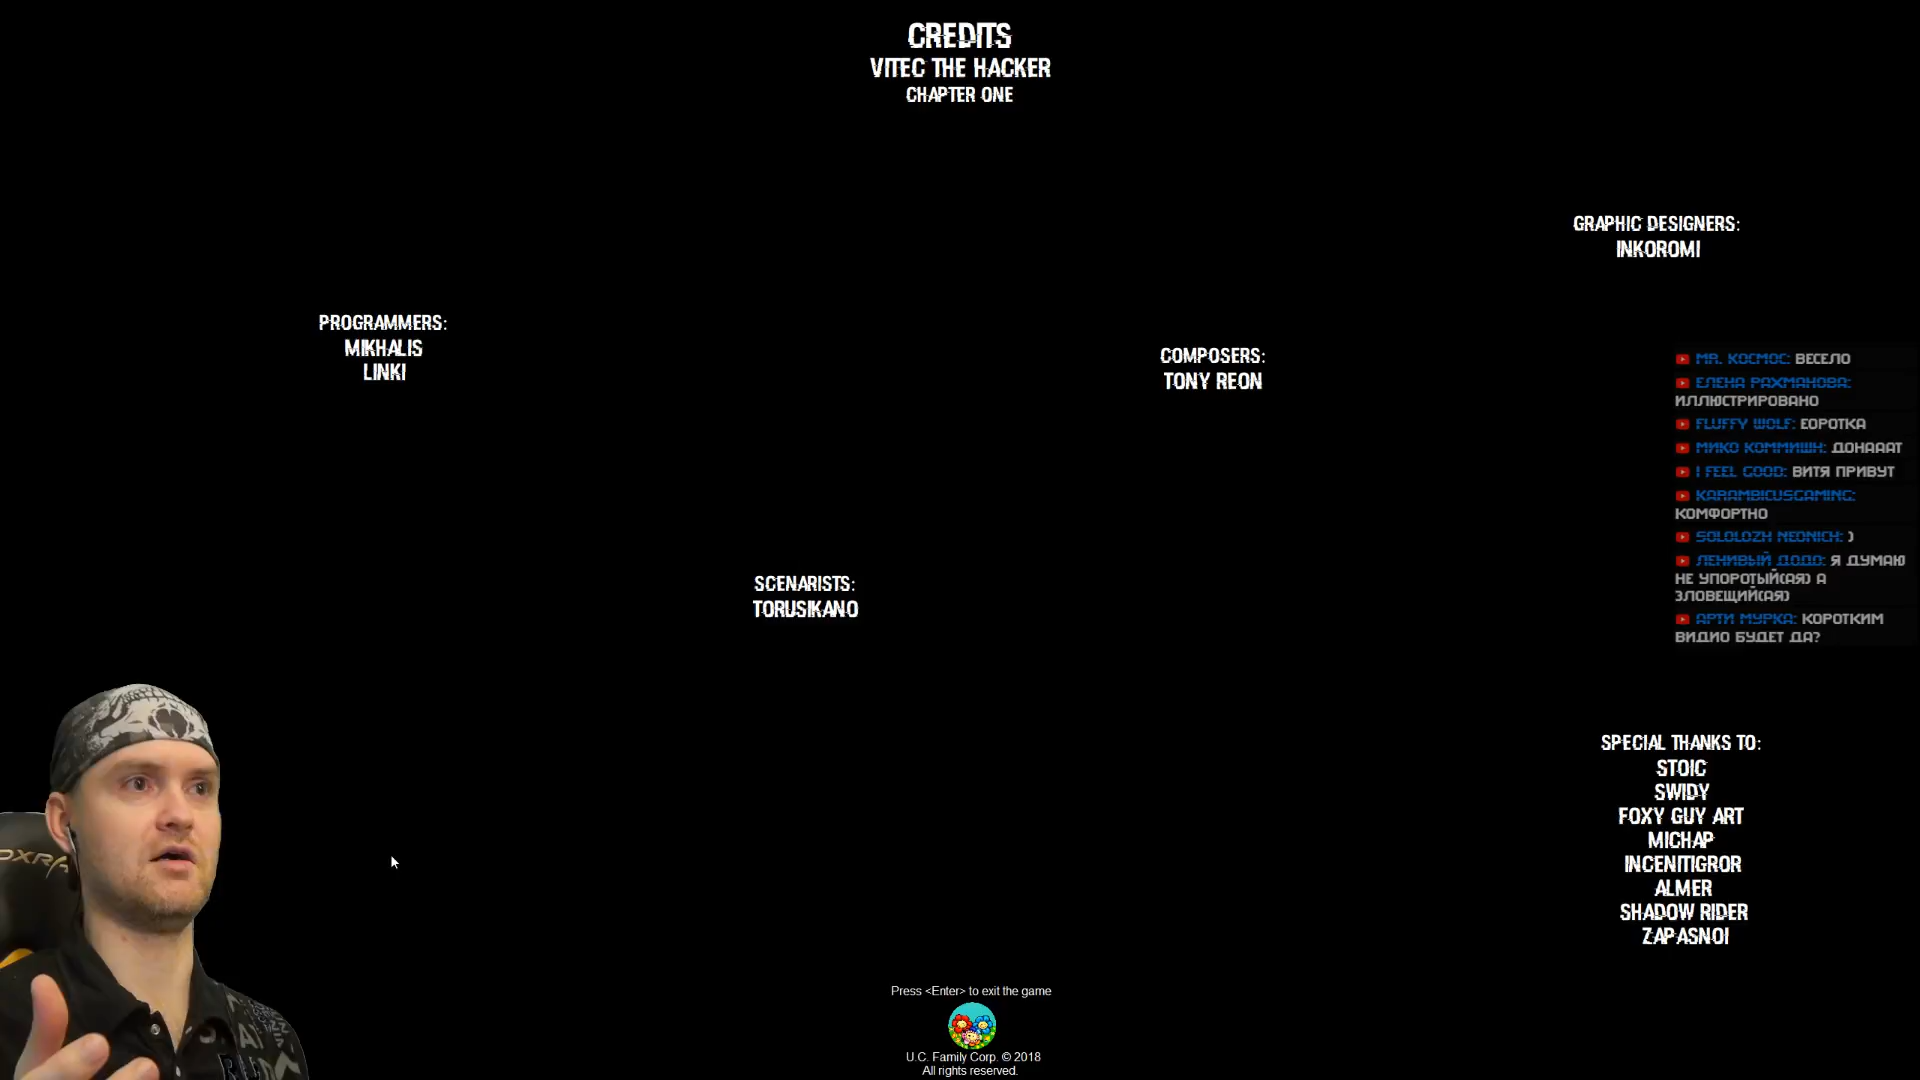 CREDITS
VITEC THE HACKER
CHAPTER ONE
GRAPHIC DESIGNERS:
INKOROMI
PROGRAMMERS:
MIKHALIS
LINKI
COMPOSERS:
TONY REON
MR. КОСМОС: ВЕСЕЛО
ЕЛЕНА РАХМАНОВА:
ИЛЛЮСТРИРОВАНО
FLUFFY WOLF: ЕОРОТКА
МИКО КОММИШН: ДОНАААТ
I FEEL GOOD: ВИТЯ ПРИВУТ
KARAMBICUSGAMING:
КОМФОРТНО
SOLOLOZH NEONICH: )
ЛЕНИВЫЙ ДОДО: Я ДУМАЮ
НЕ УПОРОТЫЙ(АЯ) А
ЗЛОВЕЩИЙ(АЯ)
АРТИ МУРКА: КОРОТКИМ
ВИДИО БУДЕТ ДА?
SCENARISTS:
TORUSIKANO
SPECIAL THANKS TO:
STOIC
SWIDY
FOXY GUY ART
MICHAP
INCENITIGROR
ALMER
SHADOW RIDER
ZAPASNOI
Press <Enter> to exit the game
U.C. Family Corp. © 2018
All rights reserved.